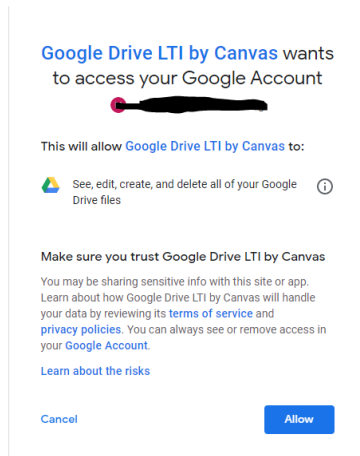 Google Drive LTI by Canvas wants
to access your Google Account
This will allow Google Drive LTI by Canvas to:
See, edit, create, and delete all of your Google
Drive files
Make sure you trust Google Drive LTI by Canvas
You may be sharing sensitive info with this site or app.
Learn about how Google Drive LTI by Canvas will handle
your data by reviewing its terms of service and
privacy policies. You can always see or remove access in
your Google Account.
Learn about the risks
Cancel
Allow